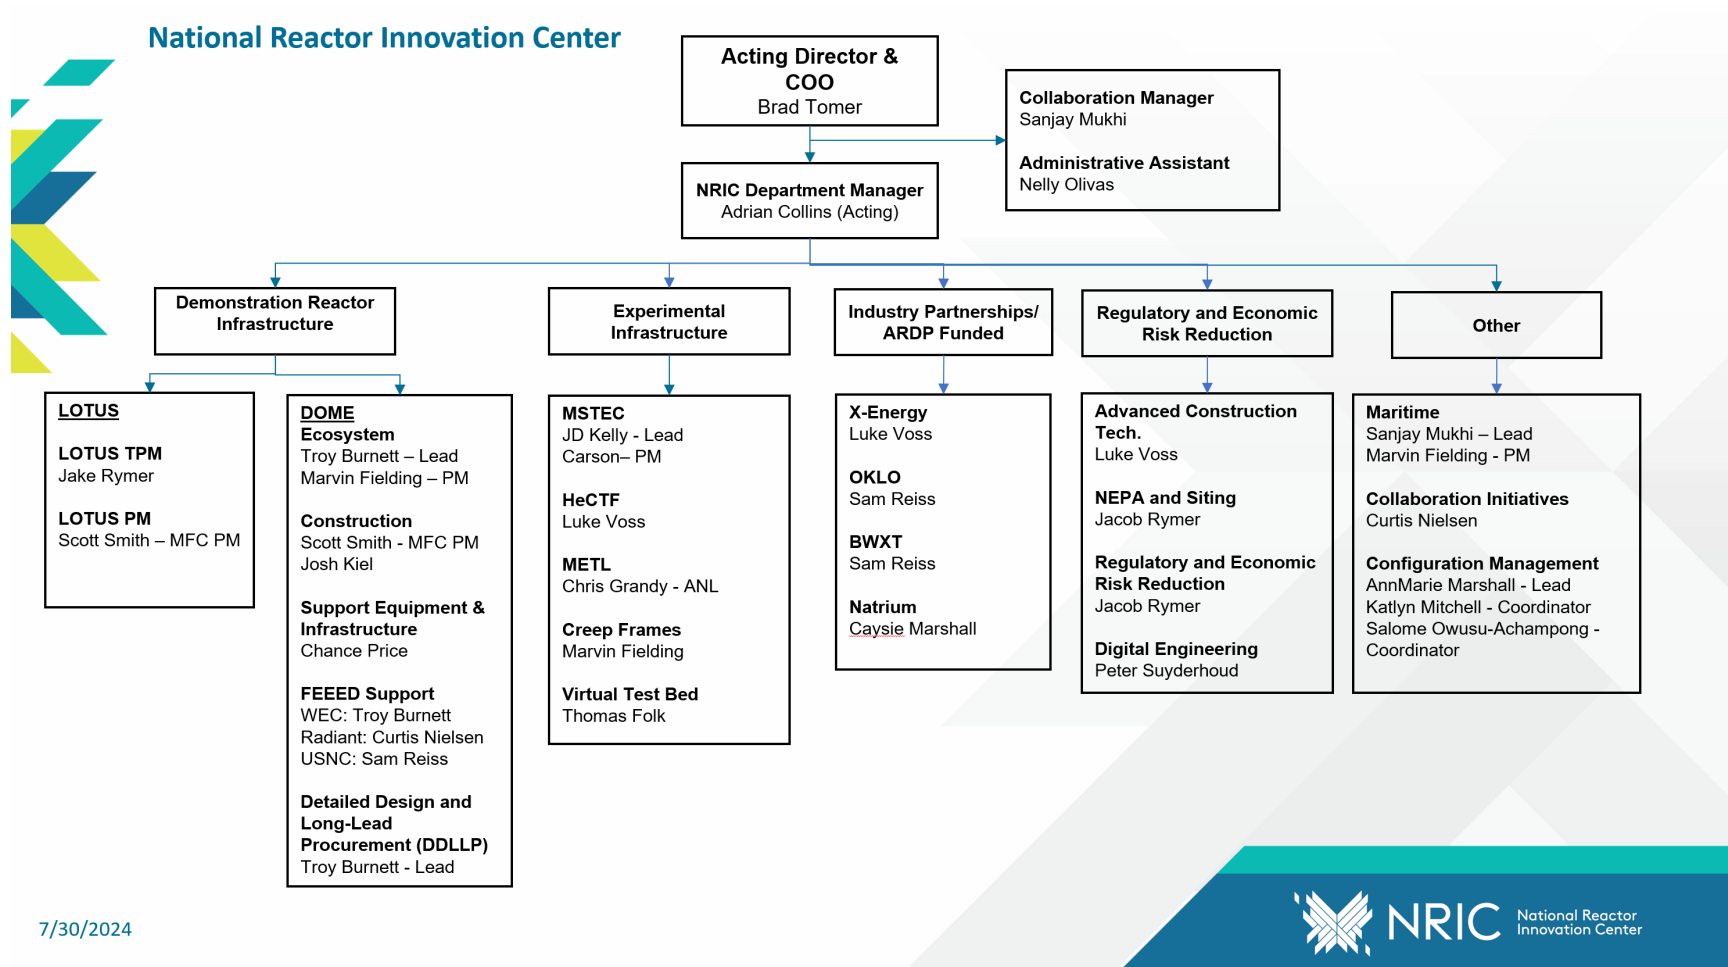 National Reactor Innovation Center
Acting Director &
COO
Brad Tomer
Collaboration Manager
Sanjay Mukhi
Administrative Assistant
Nelly Olivas
NRIC Department Manager
Adrian Collins (Acting)
Demonstration Reactor
Infrastructure
Experimental
Infrastructure
Industry Partnerships/
ARDP Funded
Regulatory and Economic
Risk Reduction
Other
LOTUS
LOTUS TPM
Jake Rymer
LOTUS PM
Scott Smith – MFC PM
DOME
Ecosystem
Troy Burnett – Lead
Marvin Fielding – PM
Construction
Scott Smith - MFC PM
Josh Kiel
Support Equipment &
Infrastructure
Chance Price
FEEED Support
WEC: Troy Burnett
Radiant: Curtis Nielsen
USNC: Sam Reiss
Detailed Design and
Long-Lead
Procurement (DDLLP)
Troy Burnett - Lead
MSTEC
JD Kelly - Lead
Carson– PM
HeCTF
Luke Voss
METL
Chris Grandy - ANL
Creep Frames
Marvin Fielding
Virtual Test Bed
Thomas Folk
X-Energy
Luke Voss
OKLO
Sam Reiss
BWXT
Sam Reiss
Natrium
Caysie Marshall
Advanced Construction
Tech.
Luke Voss
NEPA and Siting
Jacob Rymer
Regulatory and Economic
Risk Reduction
Jacob Rymer
Digital Engineering
Peter Suyderhoud
Maritime
Sanjay Mukhi – Lead
Marvin Fielding - PM
Collaboration Initiatives
Curtis Nielsen
Configuration Management
AnnMarie Marshall - Lead
Katlyn Mitchell - Coordinator
Salome Owusu-Achampong -
Coordinator
7/30/2024
NRIC
National Reactor
Innovation Center